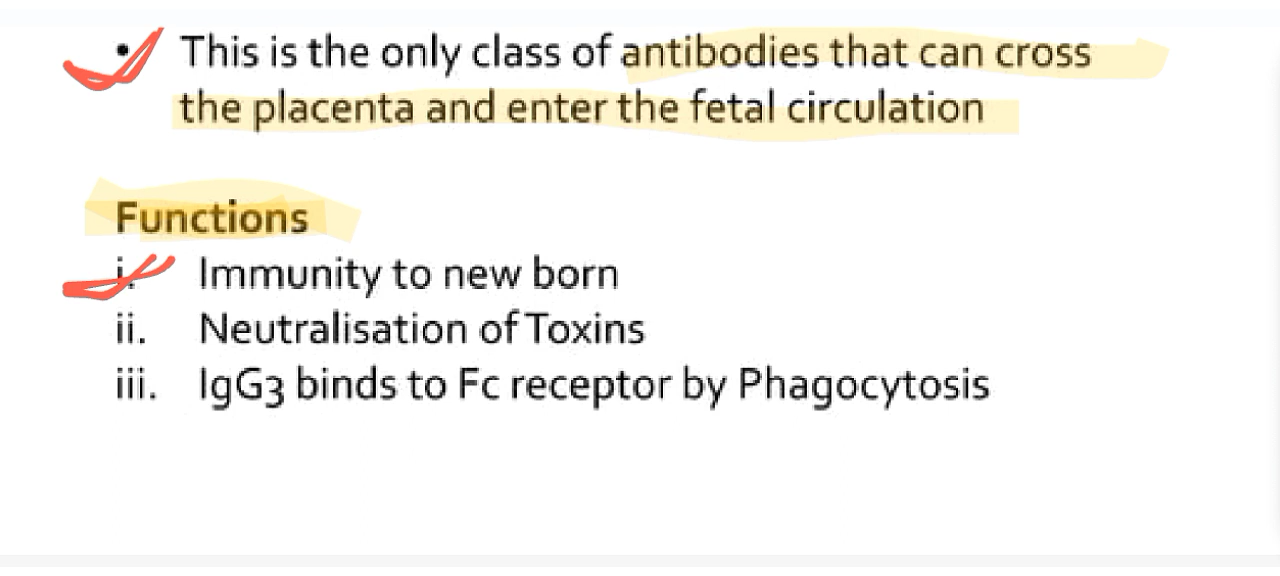 • This is the only class of antibodies that can cross
the placenta and enter the fetal circulation
Functions
i. Immunity to new born
ii. Neutralisation of Toxins
iii. IgG3 binds to Fc receptor by Phagocytosis